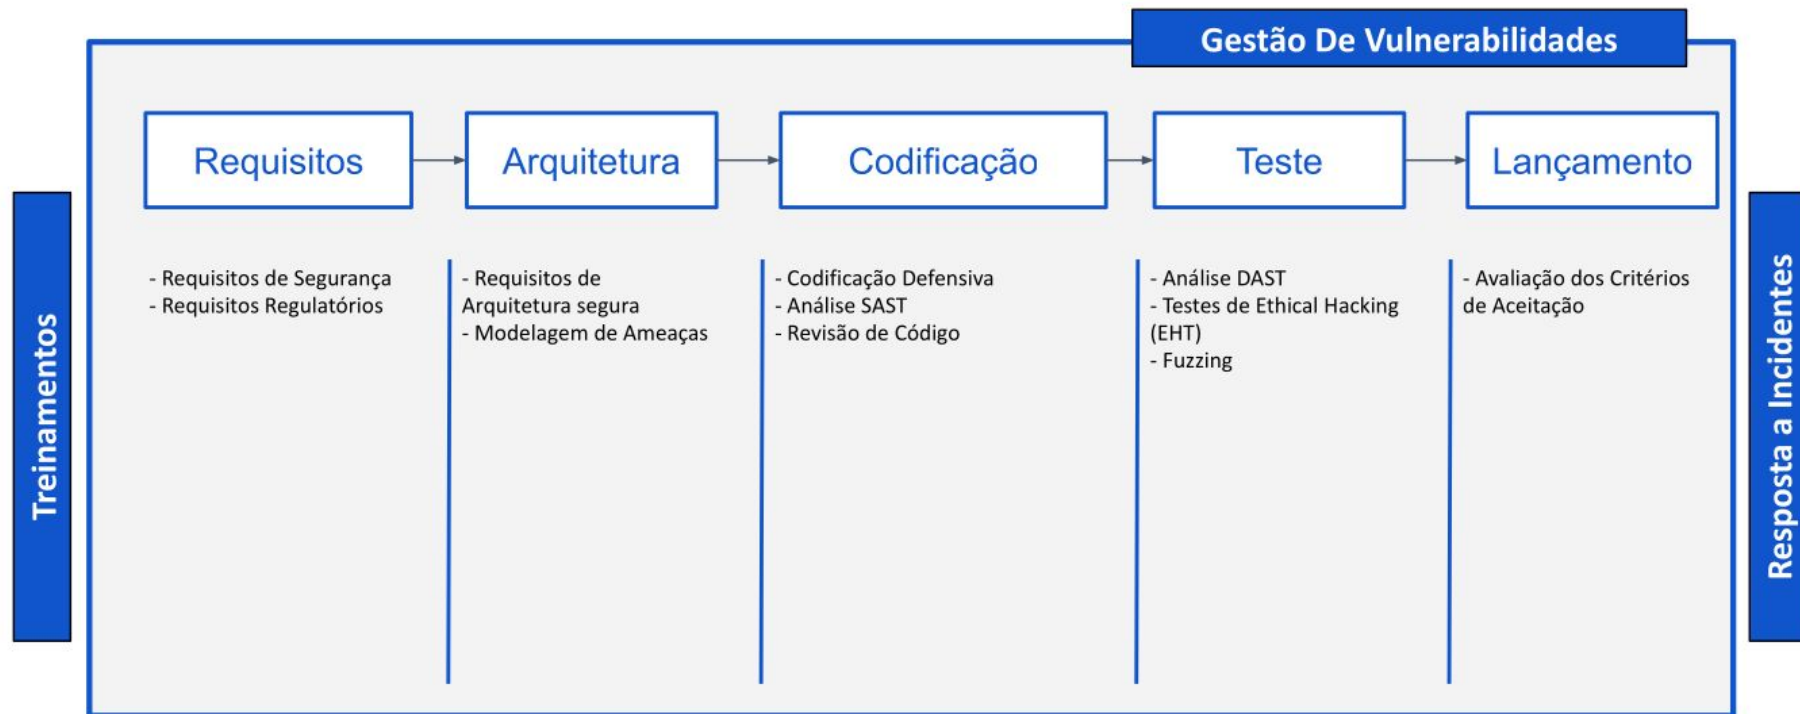 Gestão De Vulnerabilidades
Requisitos
Arquitetura
Codificação
Teste
Lançamento
Treinamentos
- Requisitos de Segurança
- Requisitos Regulatórios
- Requisitos de
Arquitetura segura
- Modelagem de Ameaças
- Codificação Defensiva
- Análise SAST
- Revisão de Código
- Análise DAST
- Testes de Ethical Hacking
(EHT)
- Fuzzing
- Avaliação dos Critérios
de Aceitação
Resposta a Incidentes